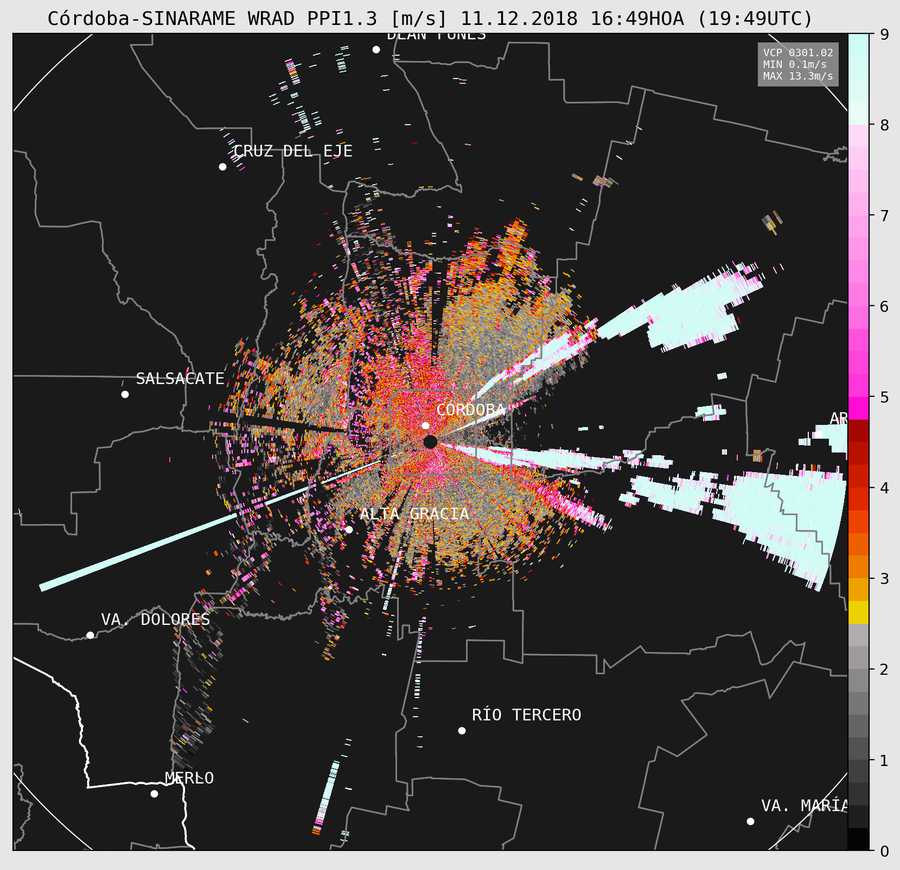 Córdoba-SINARAME WRAD PPI1.3 [m/s] 11.12.2018 16:49HOA (19:49UTC)
DEAN FUNES
VCP 0301.02
MIN 0.1m/s
MAX 13.3m/s
9
8
CRUZ DEL EJE
7
6
SALSACATE
5
CÓRDOBA
AR
4
ALTA GRACIA
3
VA. DOLORES
2
RÍO TERCERO
1
MERLO
VA. MARÍA
0